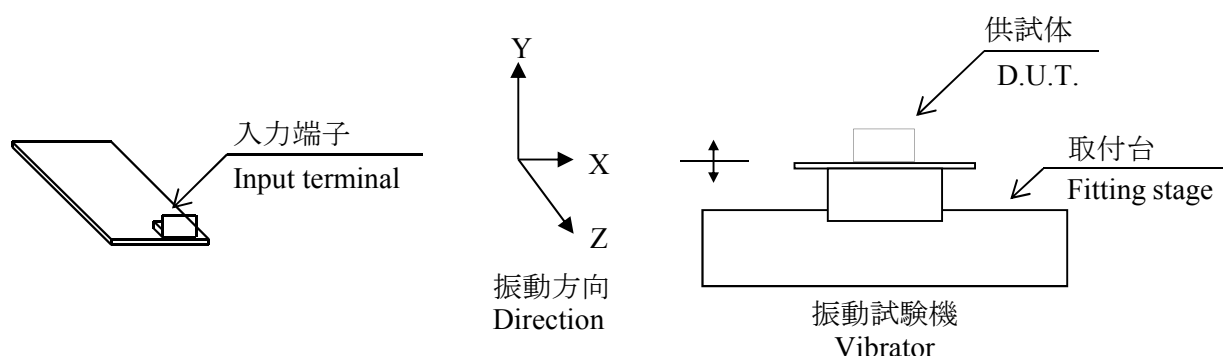 入力端子
Input terminal
Y
X
Z
振動方向
Direction
供試体
D.U.T.
取付台
Fitting stage
振動試験機
Vibrator